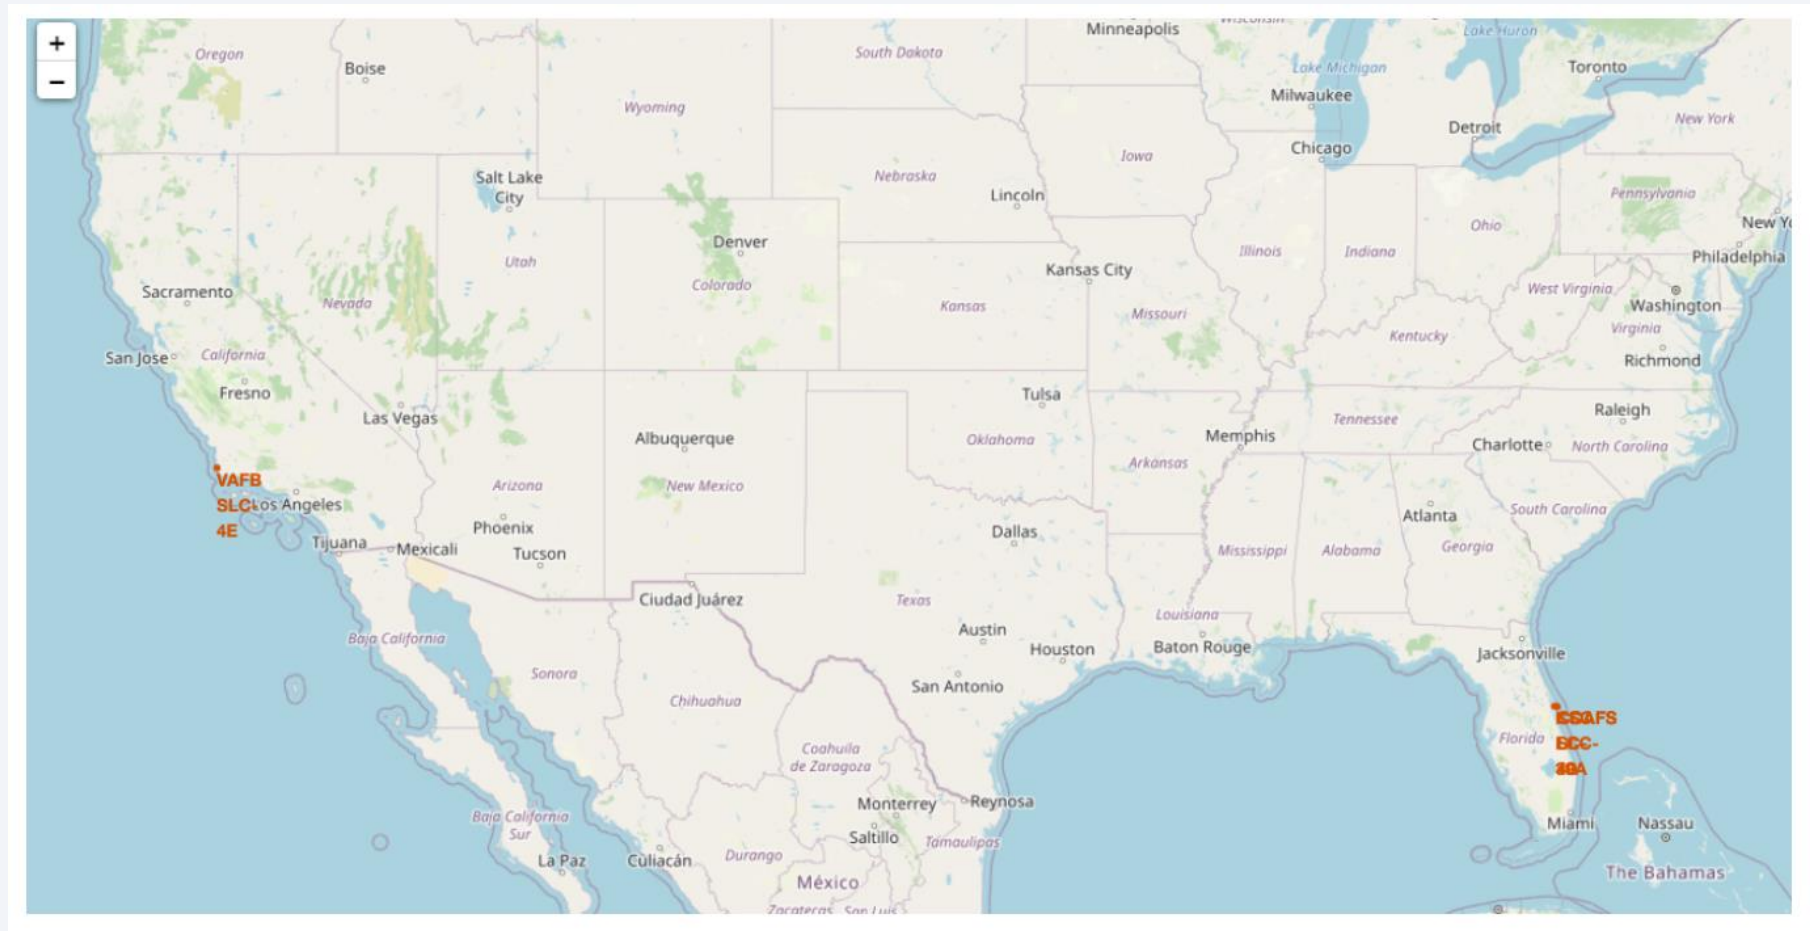 +
−
Oregon
Boise
South Dakota
Minneapolis
Wisconsin
Lake Huron
Toronto
Wyoming
Lake Michigan
Milwaukee
Detroit
New York
Chicago
Iowa
Salt Lake
City
Nebraska
Lincoln
Pennsylvania
Ohio
Denver
Utah
Illinois
Indiana
Philadelphia
Kansas City
Colorado
Sacramento
Nevada
Kansas
Missouri
West Virginia
Washington
Virginia
Kentucky
San Jose
California
Richmond
Fresno
Las Vegas
Tulsa
Raleigh
Tennessee
Albuquerque
Oklahoma
Memphis
Charlotte
North Carolina
Arkansas
VAFB
SLC-
4E
Los Angeles
Arizona
New Mexico
Phoenix
Dallas
Atlanta
South Carolina
Tijuana
Mexicali
Tucson
Mississippi
Alabama
Georgia
Ciudad Juárez
Texas
Louisiana
Austin
Houston
Baton Rouge
Jacksonville
Baja California
Sonora
San Antonio
Chihuahua
Florida
Coahuila
de Zaragoza
Monterrey
Reynosa
Baja California
Sur
Saltillo
Tamaulipas
Miami
Nassau
La Paz
Culiacán
Durango
México
The Bahamas
Zacatecas
San Luis